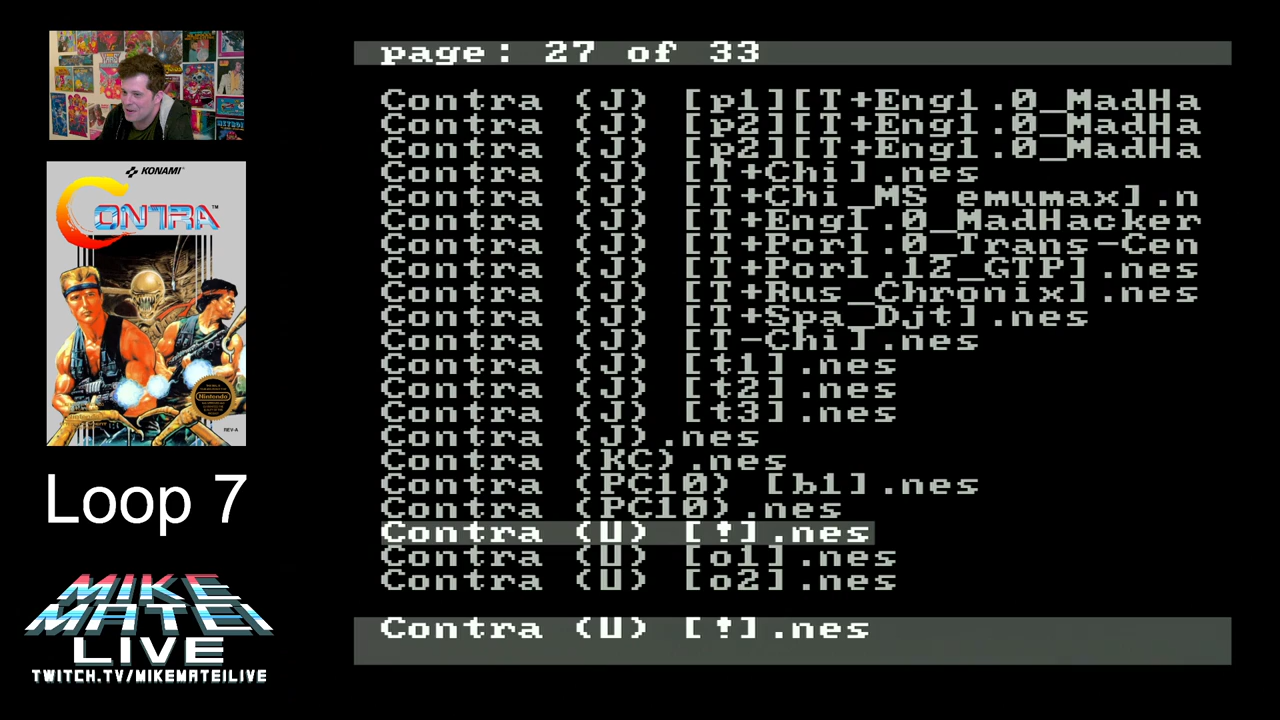 page: 27 of 33
Contra (J) [p1][T+Eng1.0_MadHa
Contra (J) [p2][T+Eng1.0_MadHa
Contra (J) [p2][T+Eng1.0_MadHa
Contra (J) [T+Chi].nes
Contra (J) [T+Chi_MS_emumax].n
Contra (J) [T+Eng1.0_MadHacker
Contra (J) [T+Por1.0_Trans-Cen
Contra (J) [T+Por1.12_GTP].nes
Contra (J) [T+Rus_Chronix].nes
Contra (J) [T+Spa_Djt].nes
Contra (J) [T-Chi].nes
Contra (J) [t1].nes
Contra (J) [t2].nes
Contra (J) [t3].nes
Contra (J).nes
Contra (KC).nes
Contra (PC10) [b1].nes
Contra (PC10).nes
Contra (U) [!].nes
Contra (U) [o1].nes
Contra (U) [o2].nes
Contra (U) [!].nes
KONAMI
CONTRA™
Nintendo
REV-A
Loop 7
MIKE
MATEI
LIVE
TWITCH.TV/MIKEMATEILIVE